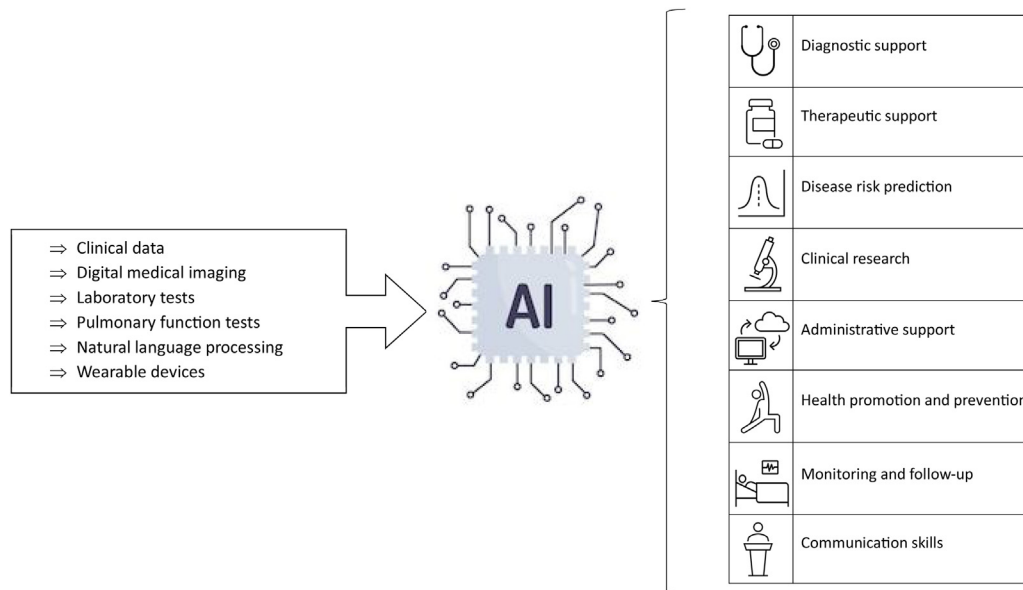 ⇒ Clinical data
⇒ Digital medical imaging
⇒ Laboratory tests
⇒ Pulmonary function tests
⇒ Natural language processing
⇒ Wearable devices
AI
Diagnostic support
Therapeutic support
Disease risk prediction
Clinical research
Administrative support
Health promotion and prevention
Monitoring and follow-up
Communication skills